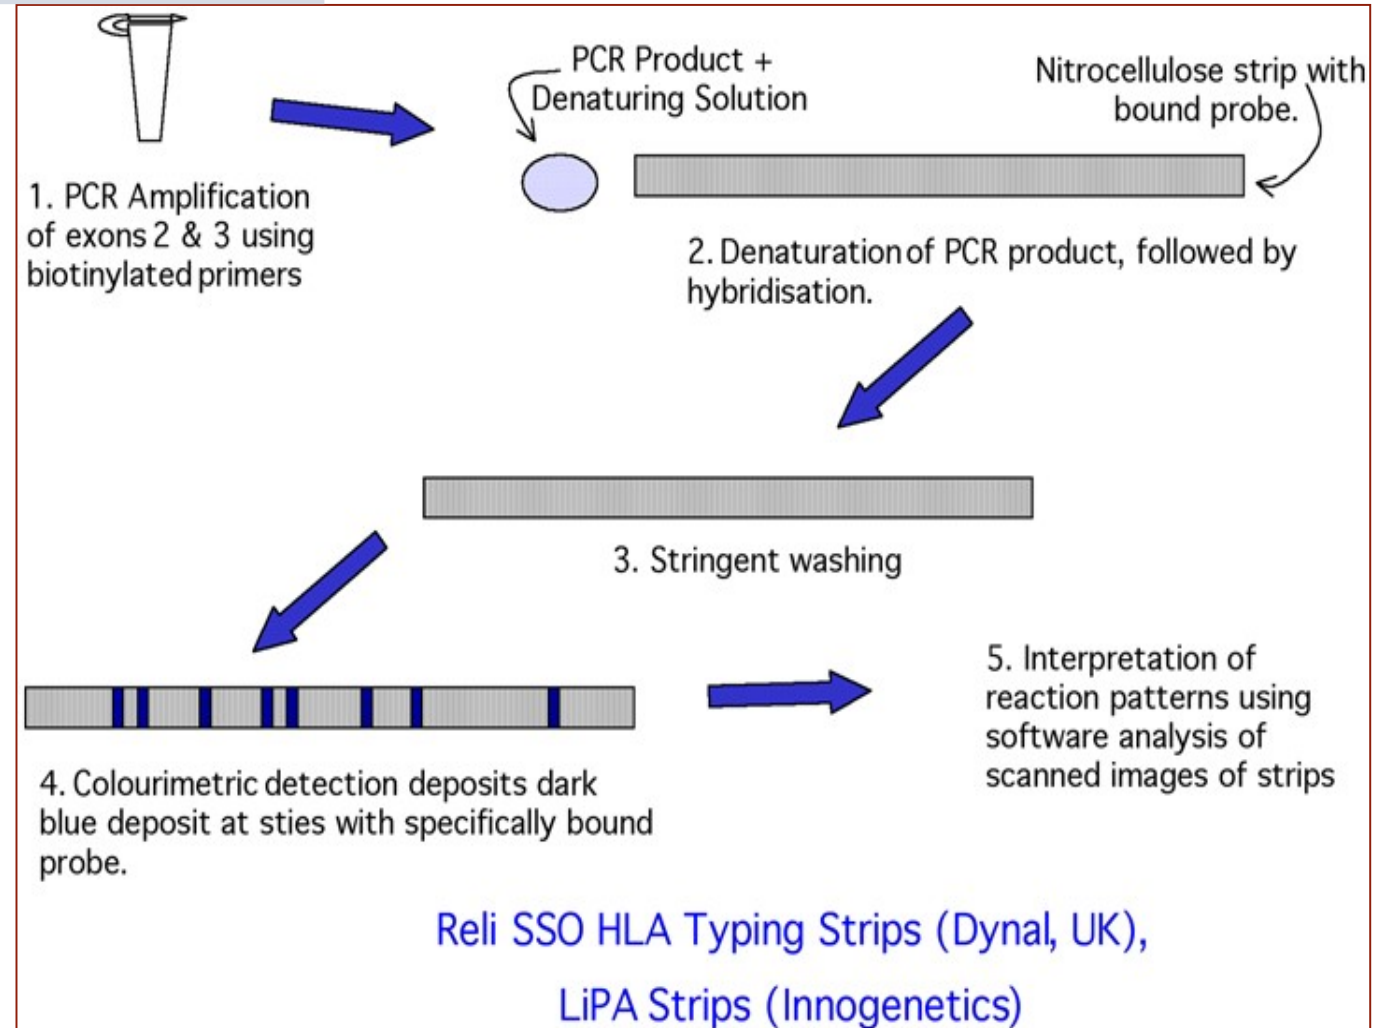 PCR Product +
Denaturing Solution
Nitrocellulose strip with
bound probe.
1. PCR Amplification
of exons 2 & 3 using
biotinylated primers
2. Denaturation of PCR product, followed by
hybridisation.
3. Stringent washing
4. Colourimetric detection deposits dark
blue deposit at sties with specifically bound
probe.
5. Interpretation of
reaction patterns using
software analysis of
scanned images of strips
Reli SSO HLA Typing Strips (Dynal, UK),
LiPA Strips (Innogenetics)